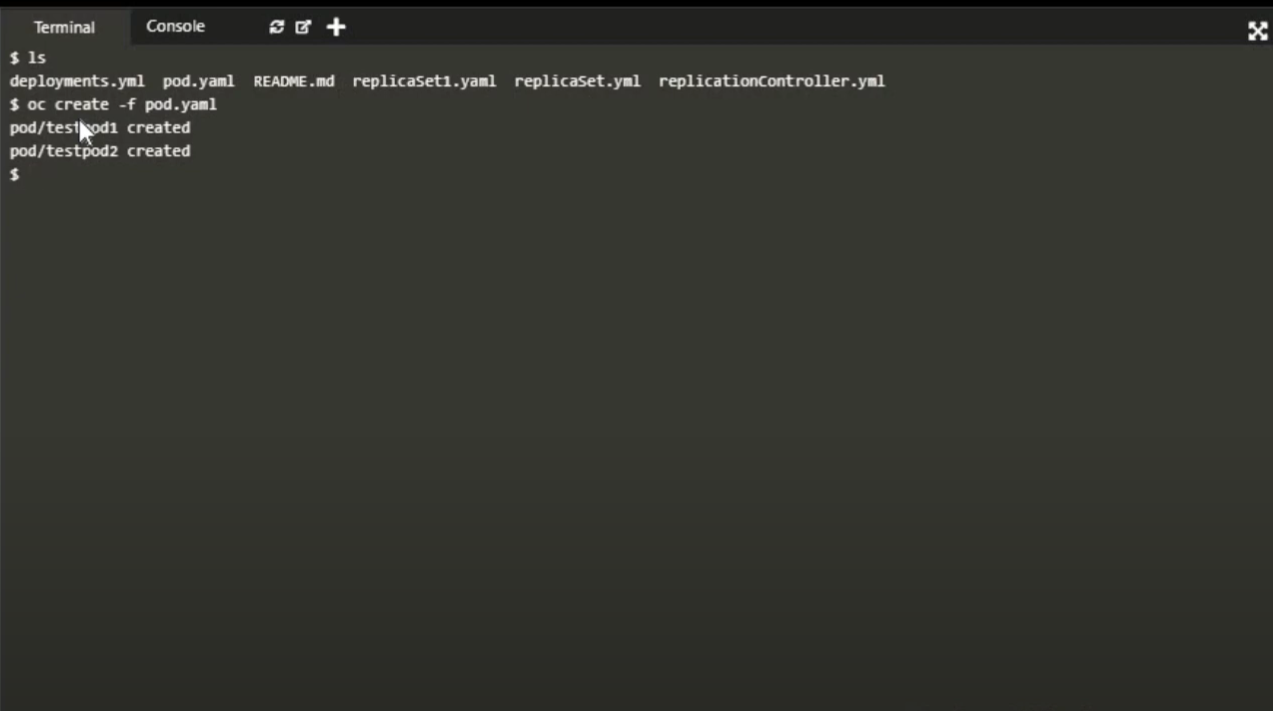 Terminal Console
$ ls
deployments.yml pod.yaml README.md replicaSet1.yaml replicaSet.yml replicationController.yml
$ oc create -f pod.yaml
pod/testpod1 created
pod/testpod2 created
$